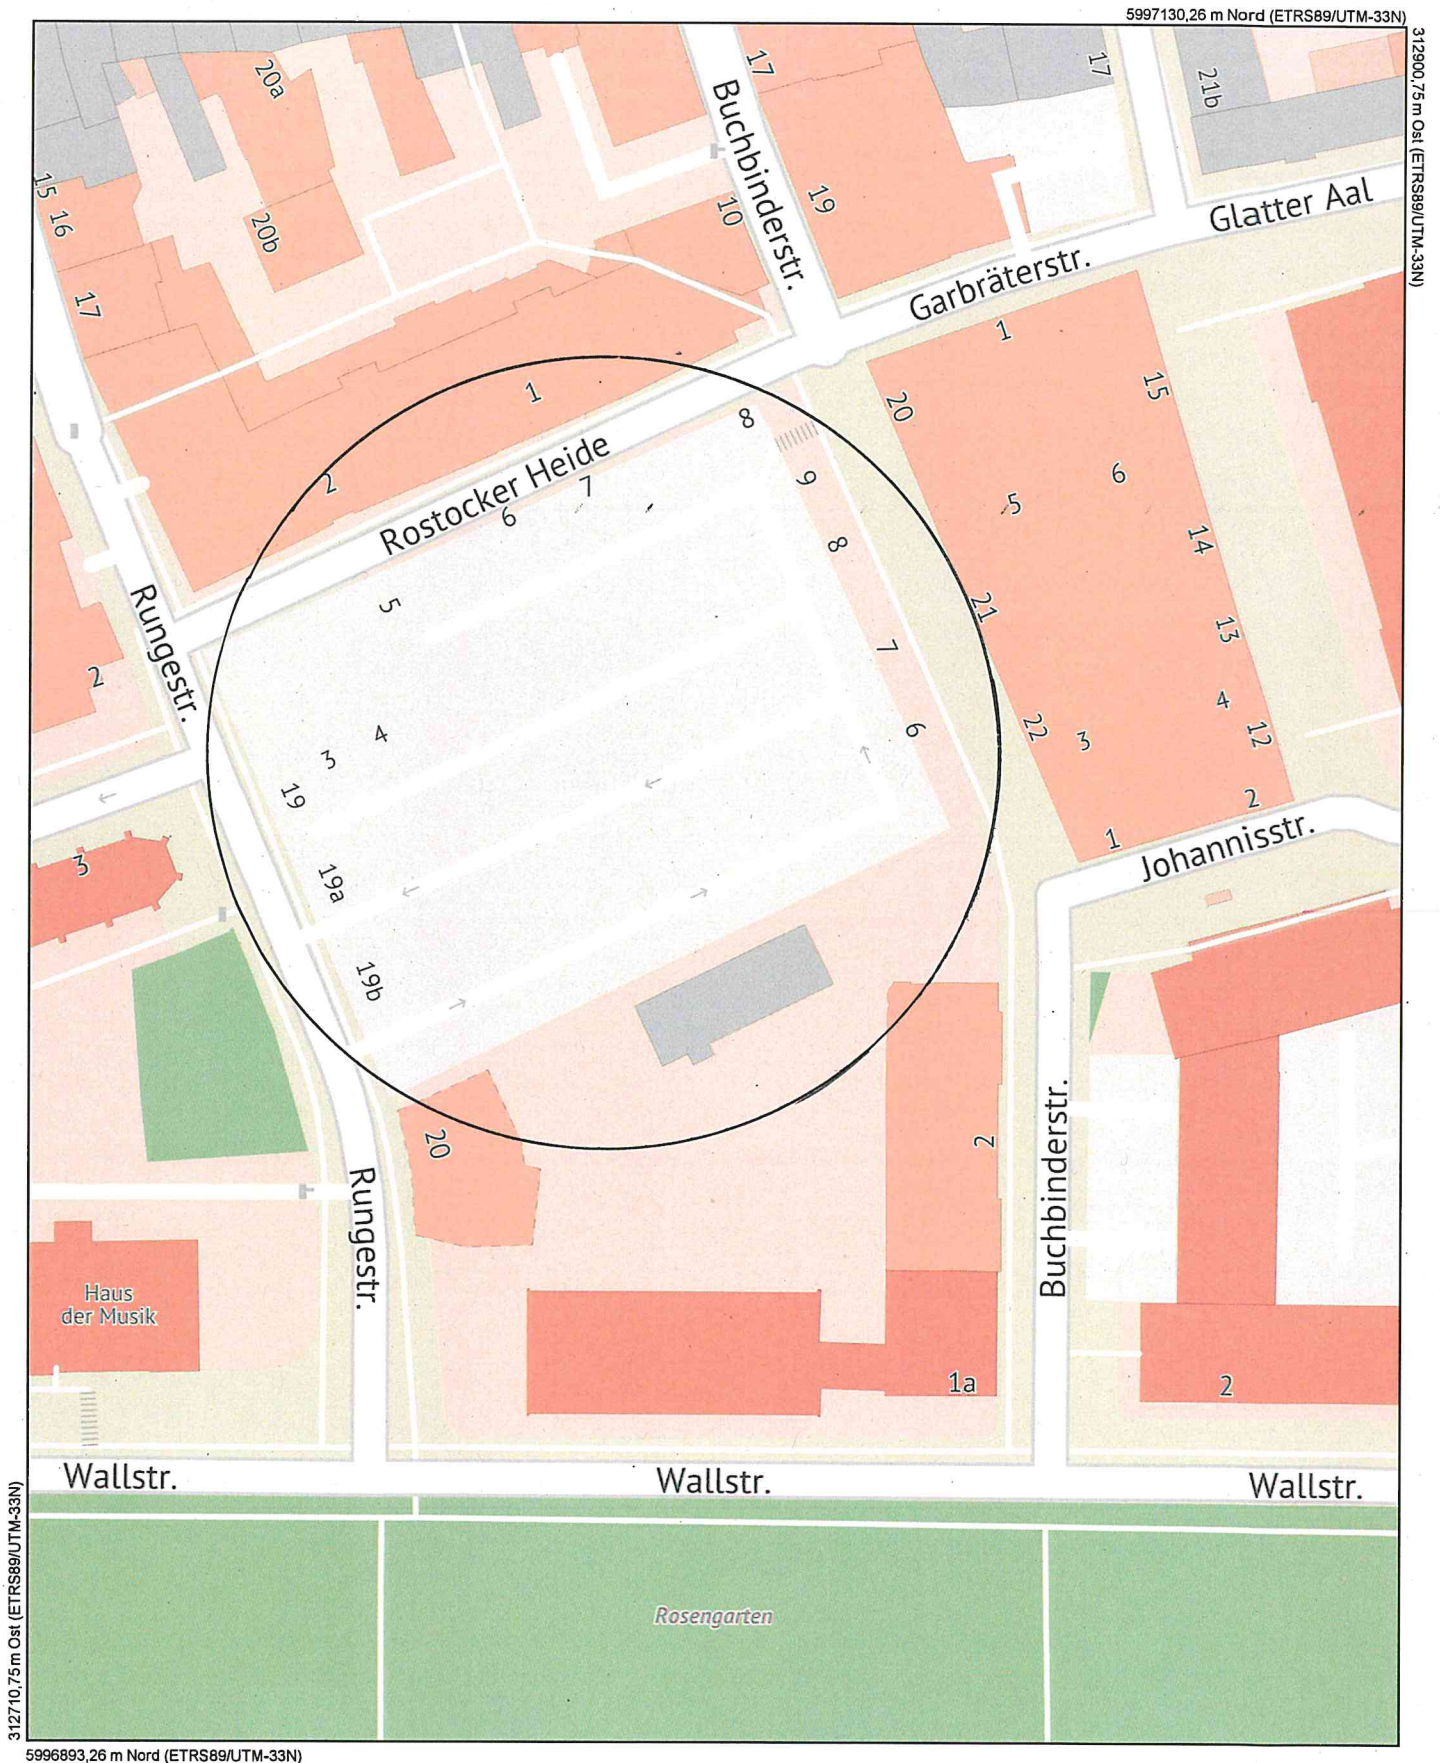 5997130,26 m Nord (ETRS89/UTM-33N)
312900,75 m Ost (ETRS89/UTM-33N)
20a
17
17
21b
Buchbinderstr.
15
16
20b
10
19
Glatter Aal
Garbräterstr.
17
1
1
15
20
8
2
Rostocker Heide
7
6
9
6
5
8
14
5
21
Rungestr.
13
2
7
4
22
3
6
12
4
3
19
2
1
Johannisstr.
3
19a
19b
20
2
Buchbinderstr.
Rungestr.
Haus
der Musik
1a
2
Wallstr.
Wallstr.
Wallstr.
Rosengarten
312710,75 m Ost (ETRS89/UTM-33N)
5996893,26 m Nord (ETRS89/UTM-33N)